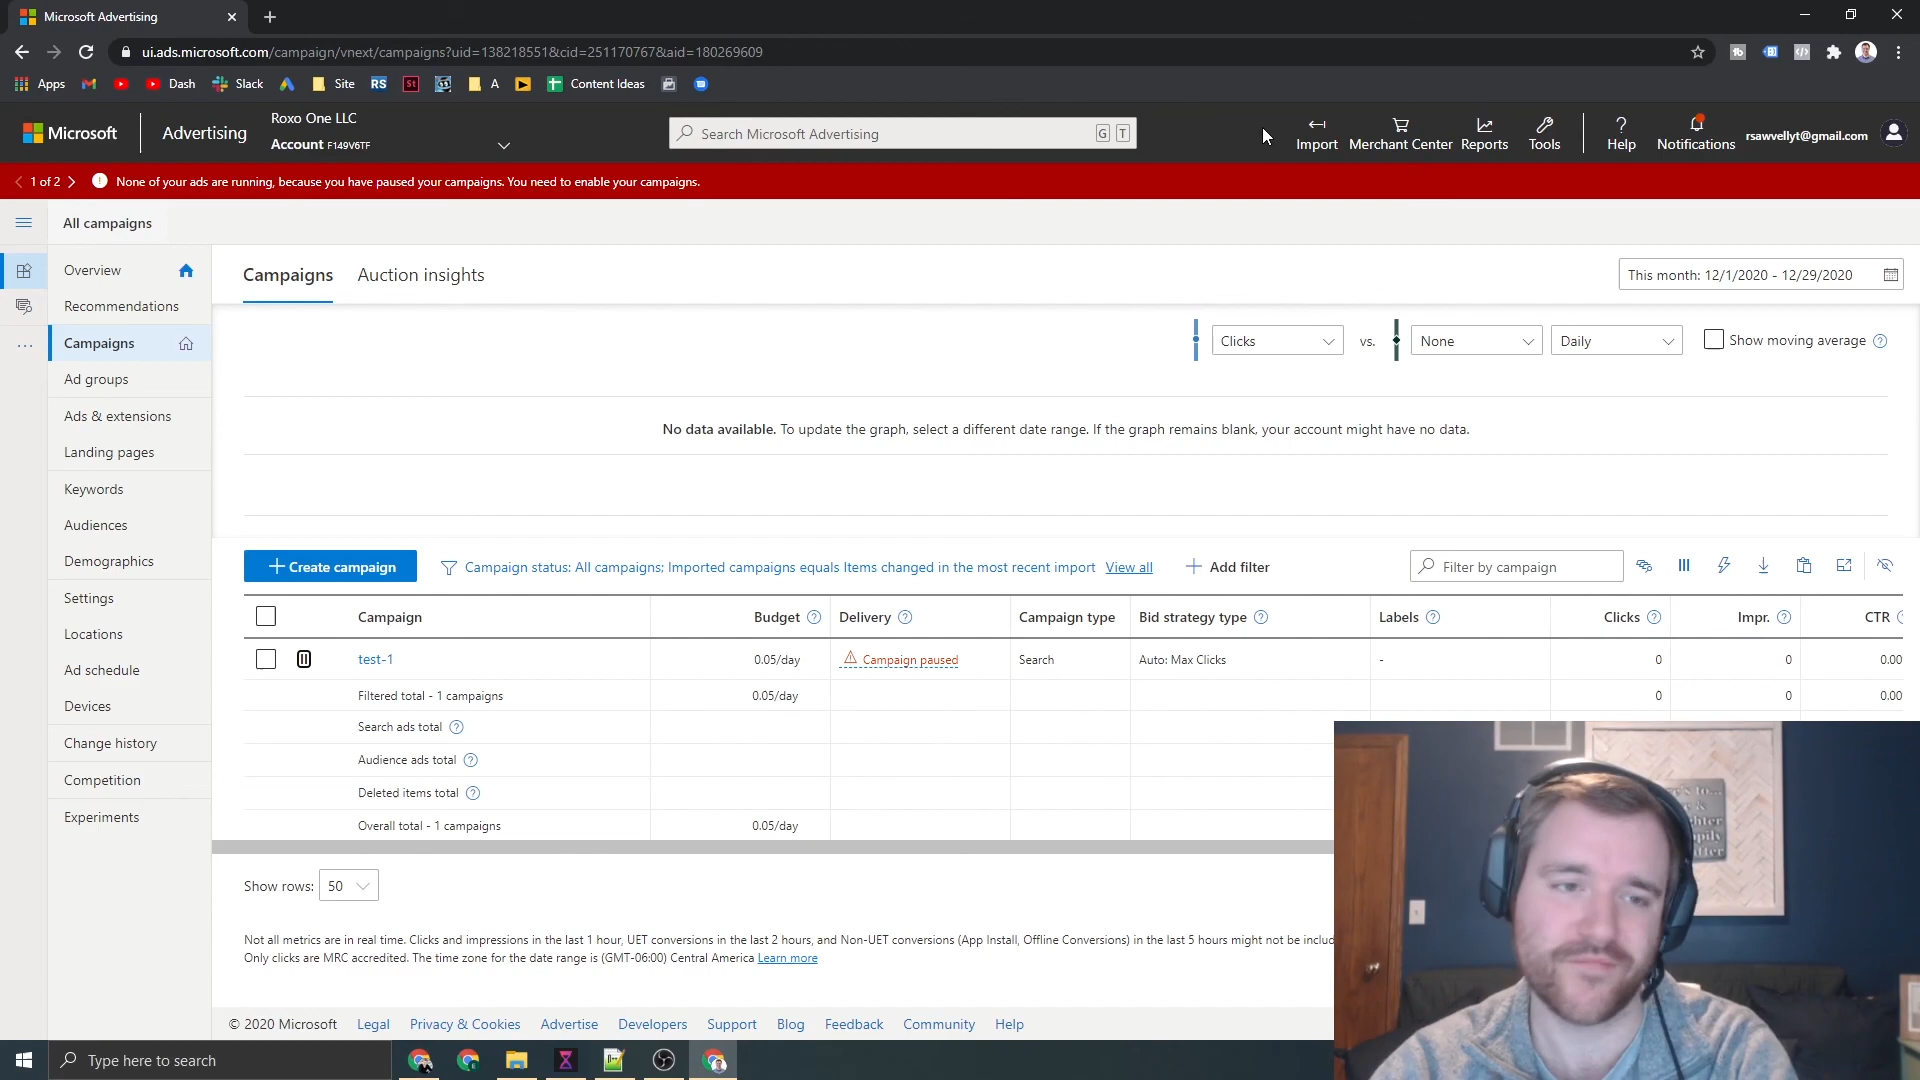 Microsoft Advertising
ui.ads.microsoft.com/campaign/vnext/campaigns?uid=138218551&cid=251170767&aid=180269609
Apps
Dash
Slack
Site
RS
St
A
Content Ideas
Microsoft
Advertising
Roxo One LLC
Account F149V6TF
Search Microsoft Advertising
G T
Import
Merchant Center
Reports
Tools
Help
Notifications
rsawvellyt@gmail.com
1 of 2
None of your ads are running, because you have paused your campaigns. You need to enable your campaigns.
All campaigns
Overview
Recommendations
Campaigns
Ad groups
Ads & extensions
Landing pages
Keywords
Audiences
Demographics
Settings
Locations
Ad schedule
Devices
Change history
Competition
Experiments
Campaigns
Auction insights
This month: 12/1/2020 - 12/29/2020
Clicks
vs.
None
Daily
Show moving average
No data available. To update the graph, select a different date range. If the graph remains blank, your account might have no data.
Create campaign
Campaign status: All campaigns; Imported campaigns equals Items changed in the most recent import
View all
Add filter
Filter by campaign
Campaign Budget Delivery Campaign type Bid strategy type Labels Clicks Impr. CTR
test-1 0.05/day Campaign paused Search Auto: Max Clicks - 0 0 0.00
Filtered total - 1 campaigns 0.05/day 0 0 0.00
Search ads total
Audience ads total
Deleted items total
Overall total - 1 campaigns 0.05/day
Show rows: 50
Not all metrics are in real time. Clicks and impressions in the last 1 hour, UET conversions in the last 2 hours, and Non-UET conversions (App Install, Offline Conversions) in the last 5 hours might not be inclu
Only clicks are MRC accredited. The time zone for the date range is (GMT-06:00) Central America Learn more
© 2020 Microsoft Legal Privacy & Cookies Advertise Developers Support Blog Feedback Community Help
Type here to search